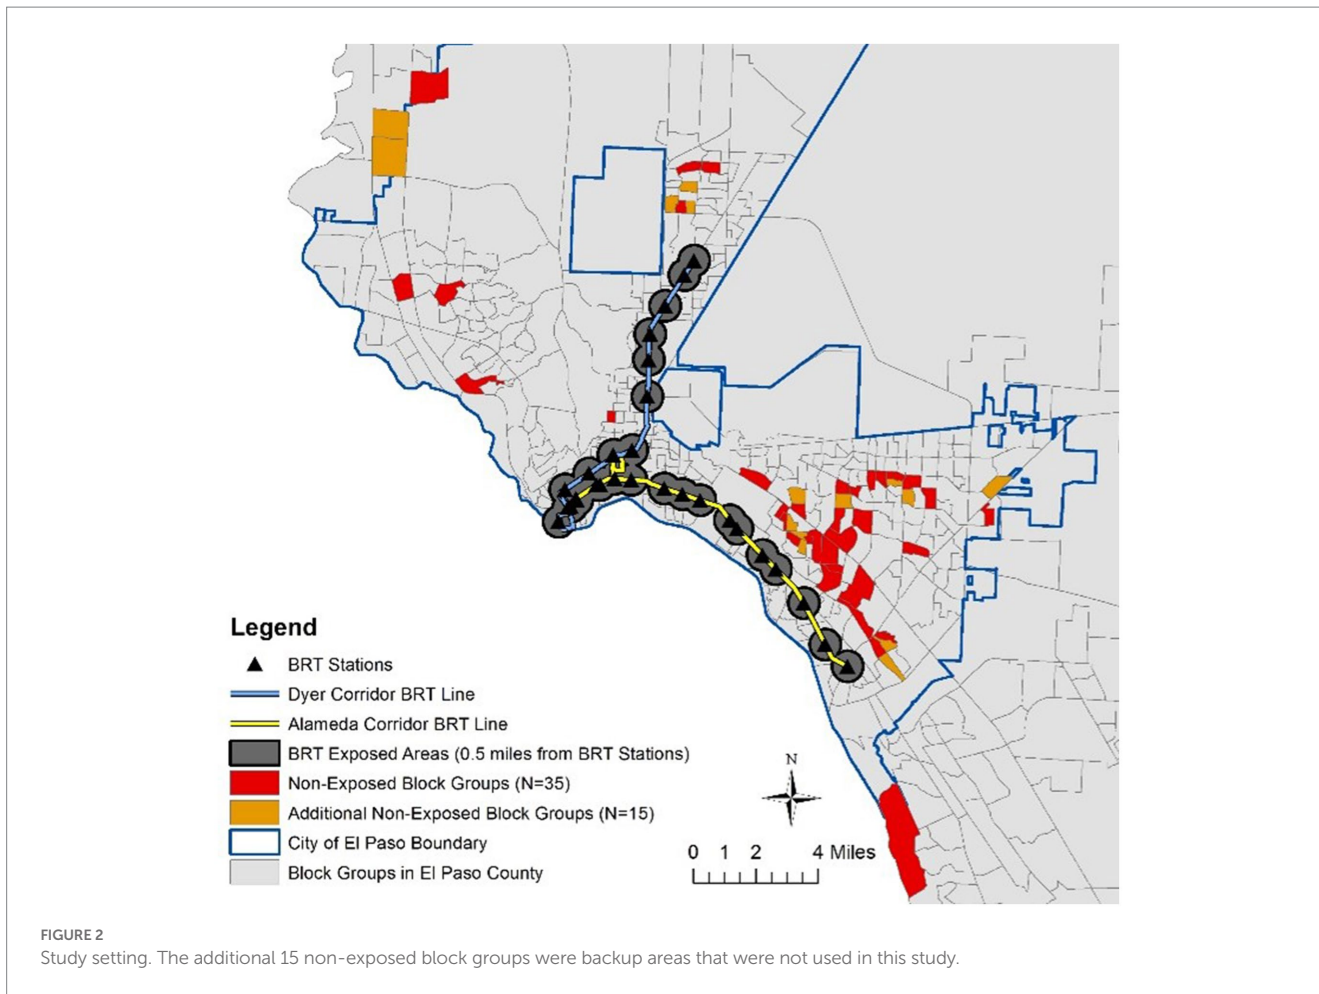 Legend
BRT Stations
Dyer Corridor BRT Line
Alameda Corridor BRT Line
BRT Exposed Areas (0.5 miles from BRT Stations)
Non-Exposed Block Groups (N=35)
Additional Non-Exposed Block Groups (N=15)
City of El Paso Boundary
Block Groups in El Paso County
N
0 1 2 4 Miles
FIGURE 2
Study setting. The additional 15 non-exposed block groups were backup areas that were not used in this study.